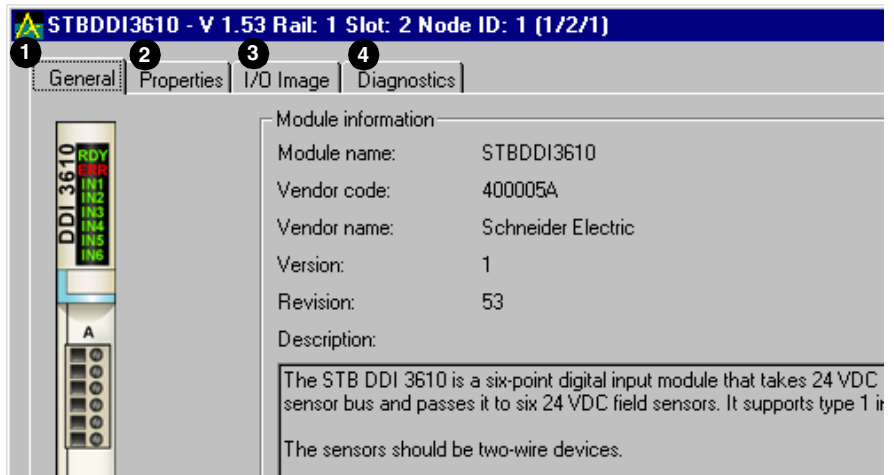 STBDDI3610 - V 1.53 Rail: 1 Slot: 2 Node ID: 1 (1/2/1)
1 2 3 4
General Properties I/O Image Diagnostics
Module information
DDI 3610
RDY
ERR
IN1
IN2
IN3
IN4
IN5
IN6
A
Module name: STBDDI3610
Vendor code: 400005A
Vendor name: Schneider Electric
Version: 1
Revision: 53
Description:
The STB DDI 3610 is a six-point digital input module that takes 24 VDC
sensor bus and passes it to six 24 VDC field sensors. It supports type 1
The sensors should be two-wire devices.